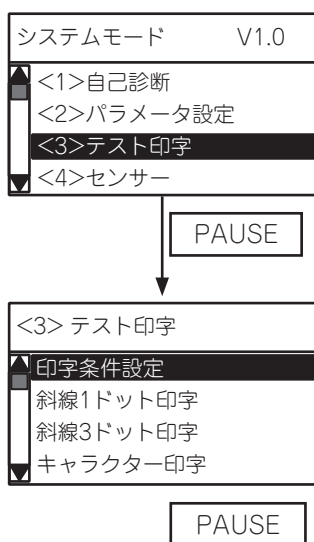 システムモード V1.0
<1>自己診断
<2>パラメータ設定
<3>テスト印字
<4>センサー
PAUSE
<3> テスト印字
印字条件設定
斜線1ドット印字
斜線3ドット印字
キャラクター印字
PAUSE